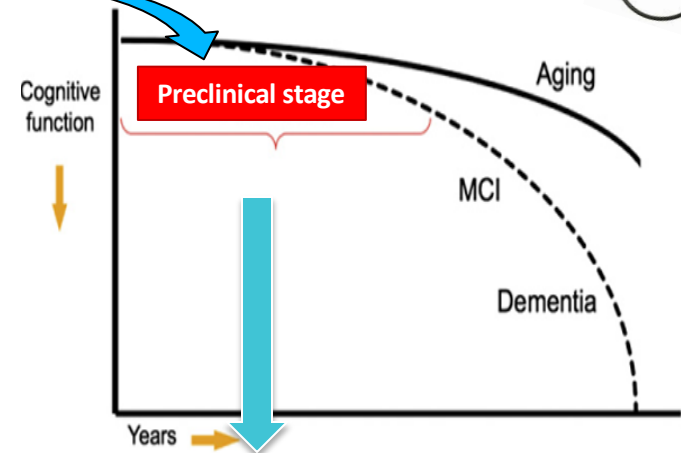 Cognitive
function
Preclinical stage
Aging
MCI
Dementia
Years